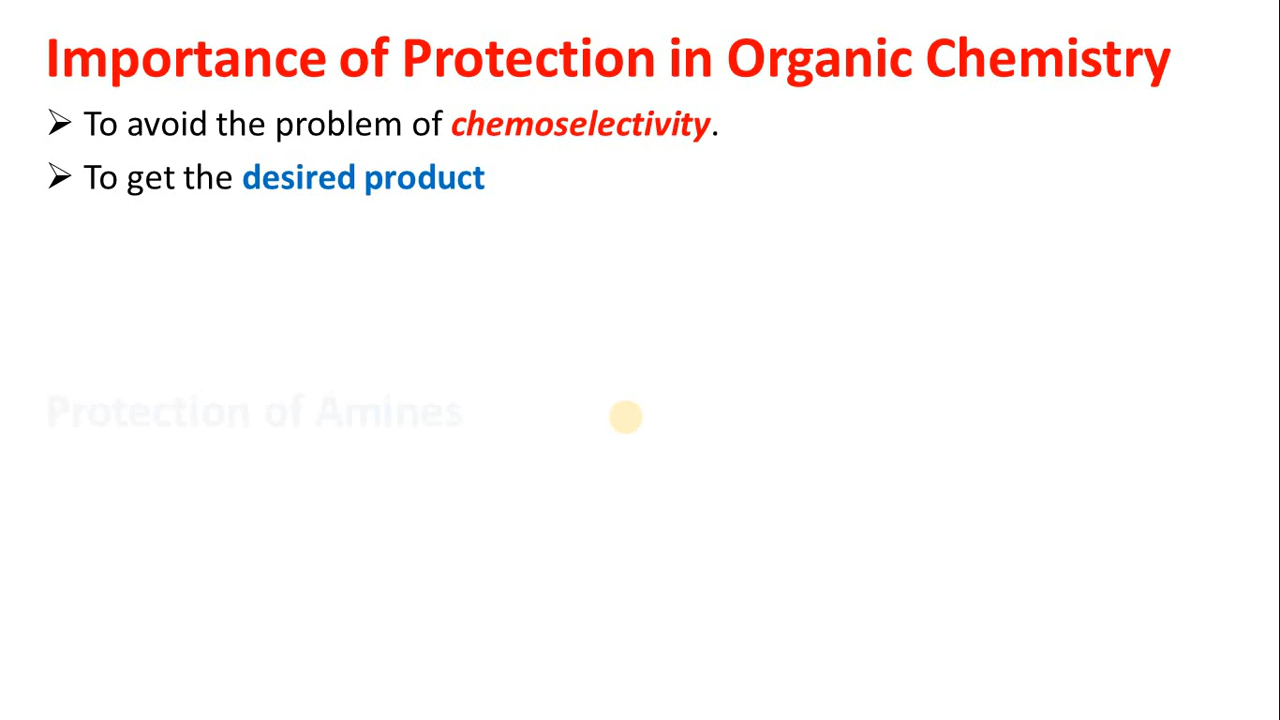 Importance of Protection in Organic Chemistry
➢ To avoid the problem of chemoselectivity.
➢ To get the desired product
Protection of Amines